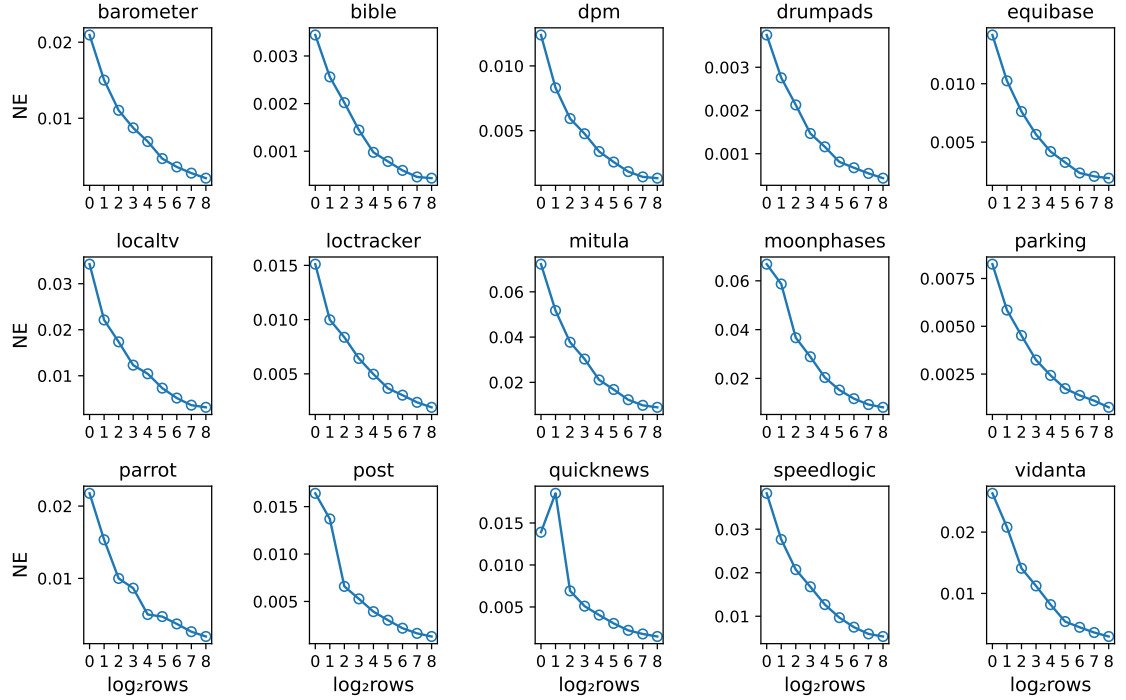 barometer bible dpm drumpads equibase
NE
0.02
0.01
0 1 2 3 4 5 6 7 8
0.003
0.002
0.001
0 1 2 3 4 5 6 7 8
0.010
0.005
0 1 2 3 4 5 6 7 8
0.003
0.002
0.001
0 1 2 3 4 5 6 7 8
0.010
0.005
0 1 2 3 4 5 6 7 8
localtv loctracker mitula moonphases parking
NE
0.03
0.02
0.01
0 1 2 3 4 5 6 7 8
0.015
0.010
0.005
0 1 2 3 4 5 6 7 8
0.06
0.04
0.02
0 1 2 3 4 5 6 7 8
0.06
0.04
0.02
0 1 2 3 4 5 6 7 8
0.0075
0.0050
0.0025
0 1 2 3 4 5 6 7 8
parrot post quicknews speedlogic vidanta
NE
0.02
0.01
0 1 2 3 4 5 6 7 8
0.015
0.010
0.005
0 1 2 3 4 5 6 7 8
0.015
0.010
0.005
0 1 2 3 4 5 6 7 8
0.03
0.02
0.01
0 1 2 3 4 5 6 7 8
0.02
0.01
0 1 2 3 4 5 6 7 8
log₂rows log₂rows log₂rows log₂rows log₂rows